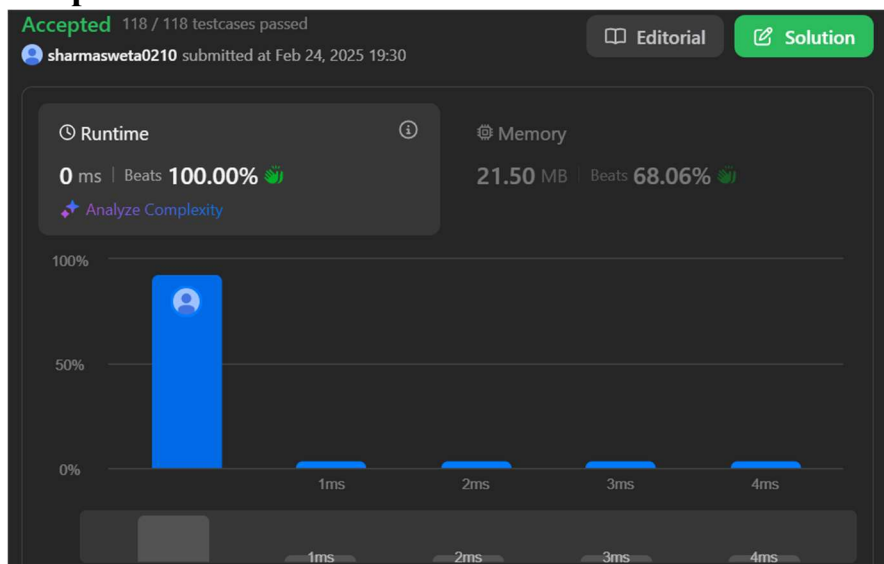 Accepted 118 / 118 testcases passed
Editorial
Solution
sharmasweta0210 submitted at Feb 24, 2025 19:30
Runtime
0 ms | Beats 100.00%
Analyze Complexity
Memory
21.50 MB | Beats 68.06%
100%
50%
0%
1ms 2ms 3ms 4ms
1ms 2ms 3ms 4ms